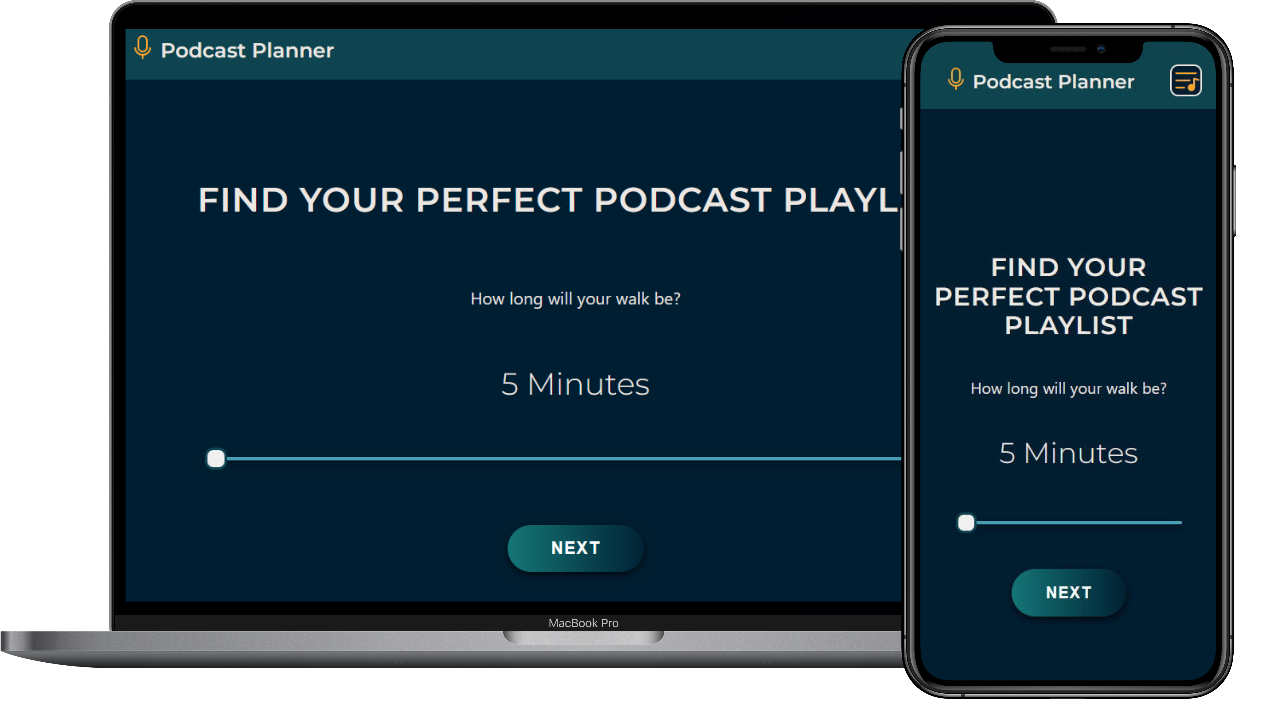 Podcast Planner
FIND YOUR PERFECT PODCAST
How long will your walk be?
5 Minutes
NEXT
MacBook Pro
Podcast Planner
FIND YOUR
PERFECT PODCAST
PLAYLIST
How long will your walk be?
5 Minutes
NEXT